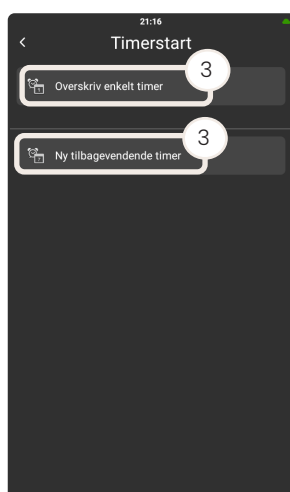 21:16
Timerstart
3
Overskriv enkelt timer
3
Ny tilbagevendende timer